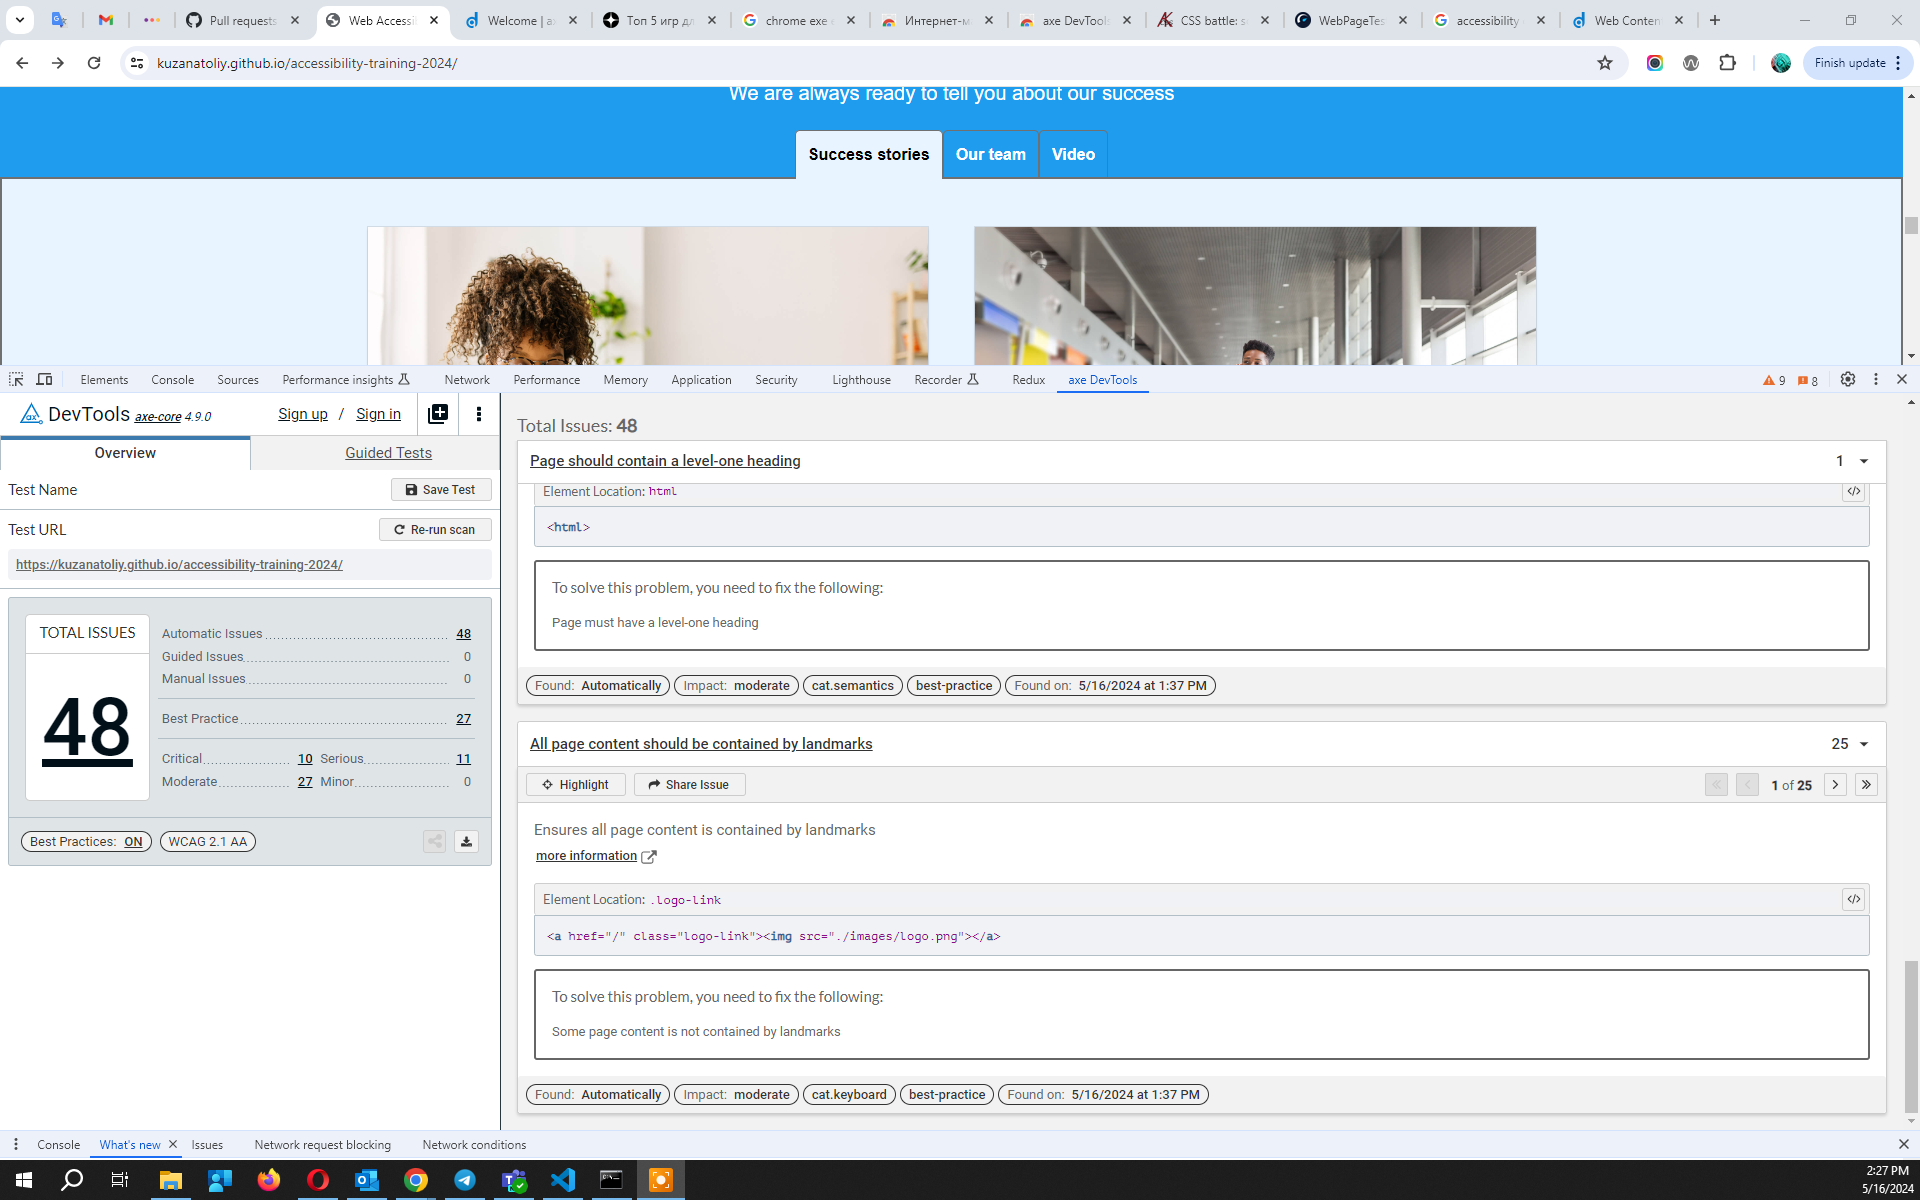 Pull requests
Web Accessi
Welcome | a
Топ 5 игр дл
chrome exe
Интернет-м
axe DevTools
CSS battle: s
WebPageTes
accessibility
Web Conten
kuzanatoliy.github.io/accessibility-training-2024/
Finish update
We are always ready to tell you about our success
Success stories
Our team
Video
Elements
Console
Sources
Performance insights
Network
Performance
Memory
Application
Security
Lighthouse
Recorder
Redux
axe DevTools
9
8
DevTools axe-core 4.9.0
Sign up / Sign in
Overview
Guided Tests
Test Name
Save Test
Test URL
Re-run scan
https://kuzanatoliy.github.io/accessibility-training-2024/
TOTAL ISSUES
48
Automatic Issues 48
Guided Issues 0
Manual Issues 0
Best Practice 27
Critical 10 Serious 11
Moderate 27 Minor 0
Best Practices: ON
WCAG 2.1 AA
Total Issues: 48
Page should contain a level-one heading
1
Element Location: html
</>
<html>
To solve this problem, you need to fix the following:
Page must have a level-one heading
Found: Automatically
Impact: moderate
cat.semantics
best-practice
Found on: 5/16/2024 at 1:37 PM
All page content should be contained by landmarks
25
Highlight
Share Issue
1 of 25
Ensures all page content is contained by landmarks
more information
Element Location: .logo-link
</>
<a href="/" class="logo-link"><img src="./images/logo.png"></a>
To solve this problem, you need to fix the following:
Some page content is not contained by landmarks
Found: Automatically
Impact: moderate
cat.keyboard
best-practice
Found on: 5/16/2024 at 1:37 PM
Console
What's new
Issues
Network request blocking
Network conditions
2:27 PM
5/16/2024